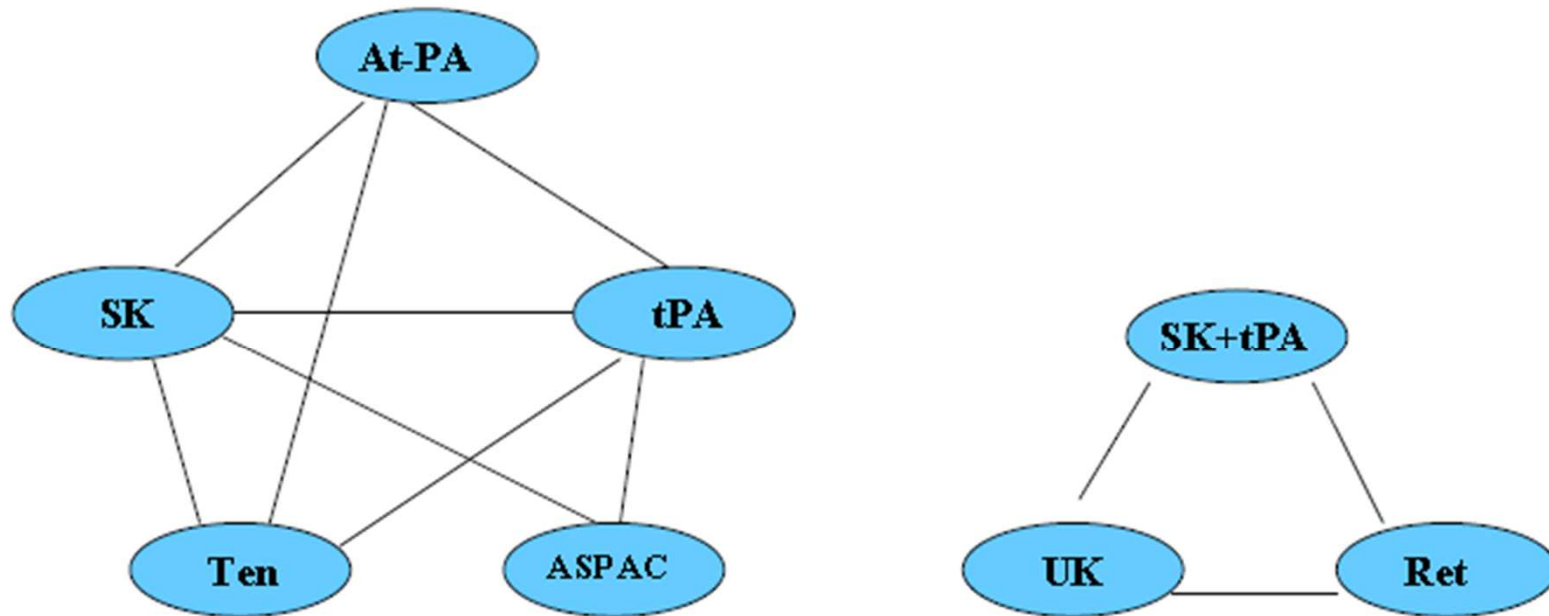 At-PA
SK
tPA
SK+tPA
Ten
ASPAC
UK
Ret